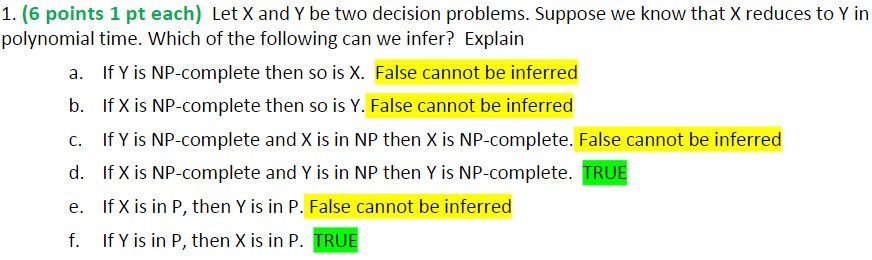 1. (6 points 1 pt each) Let X and Y be two decision problems. Suppose we know that X reduces to Y in
polynomial time. Which of the following can we infer? Explain
a. If Y is NP-complete then so is X. False cannot be inferred
b. If X is NP-complete then so is Y. False cannot be inferred
c. If Y is NP-complete and X is in NP then X is NP-complete. False cannot be inferred
d. If X is NP-complete and Y is in NP then Y is NP-complete. TRUE
e. If X is in P, then Y is in P. False cannot be inferred
f. If Y is in P, then X is in P. TRUE